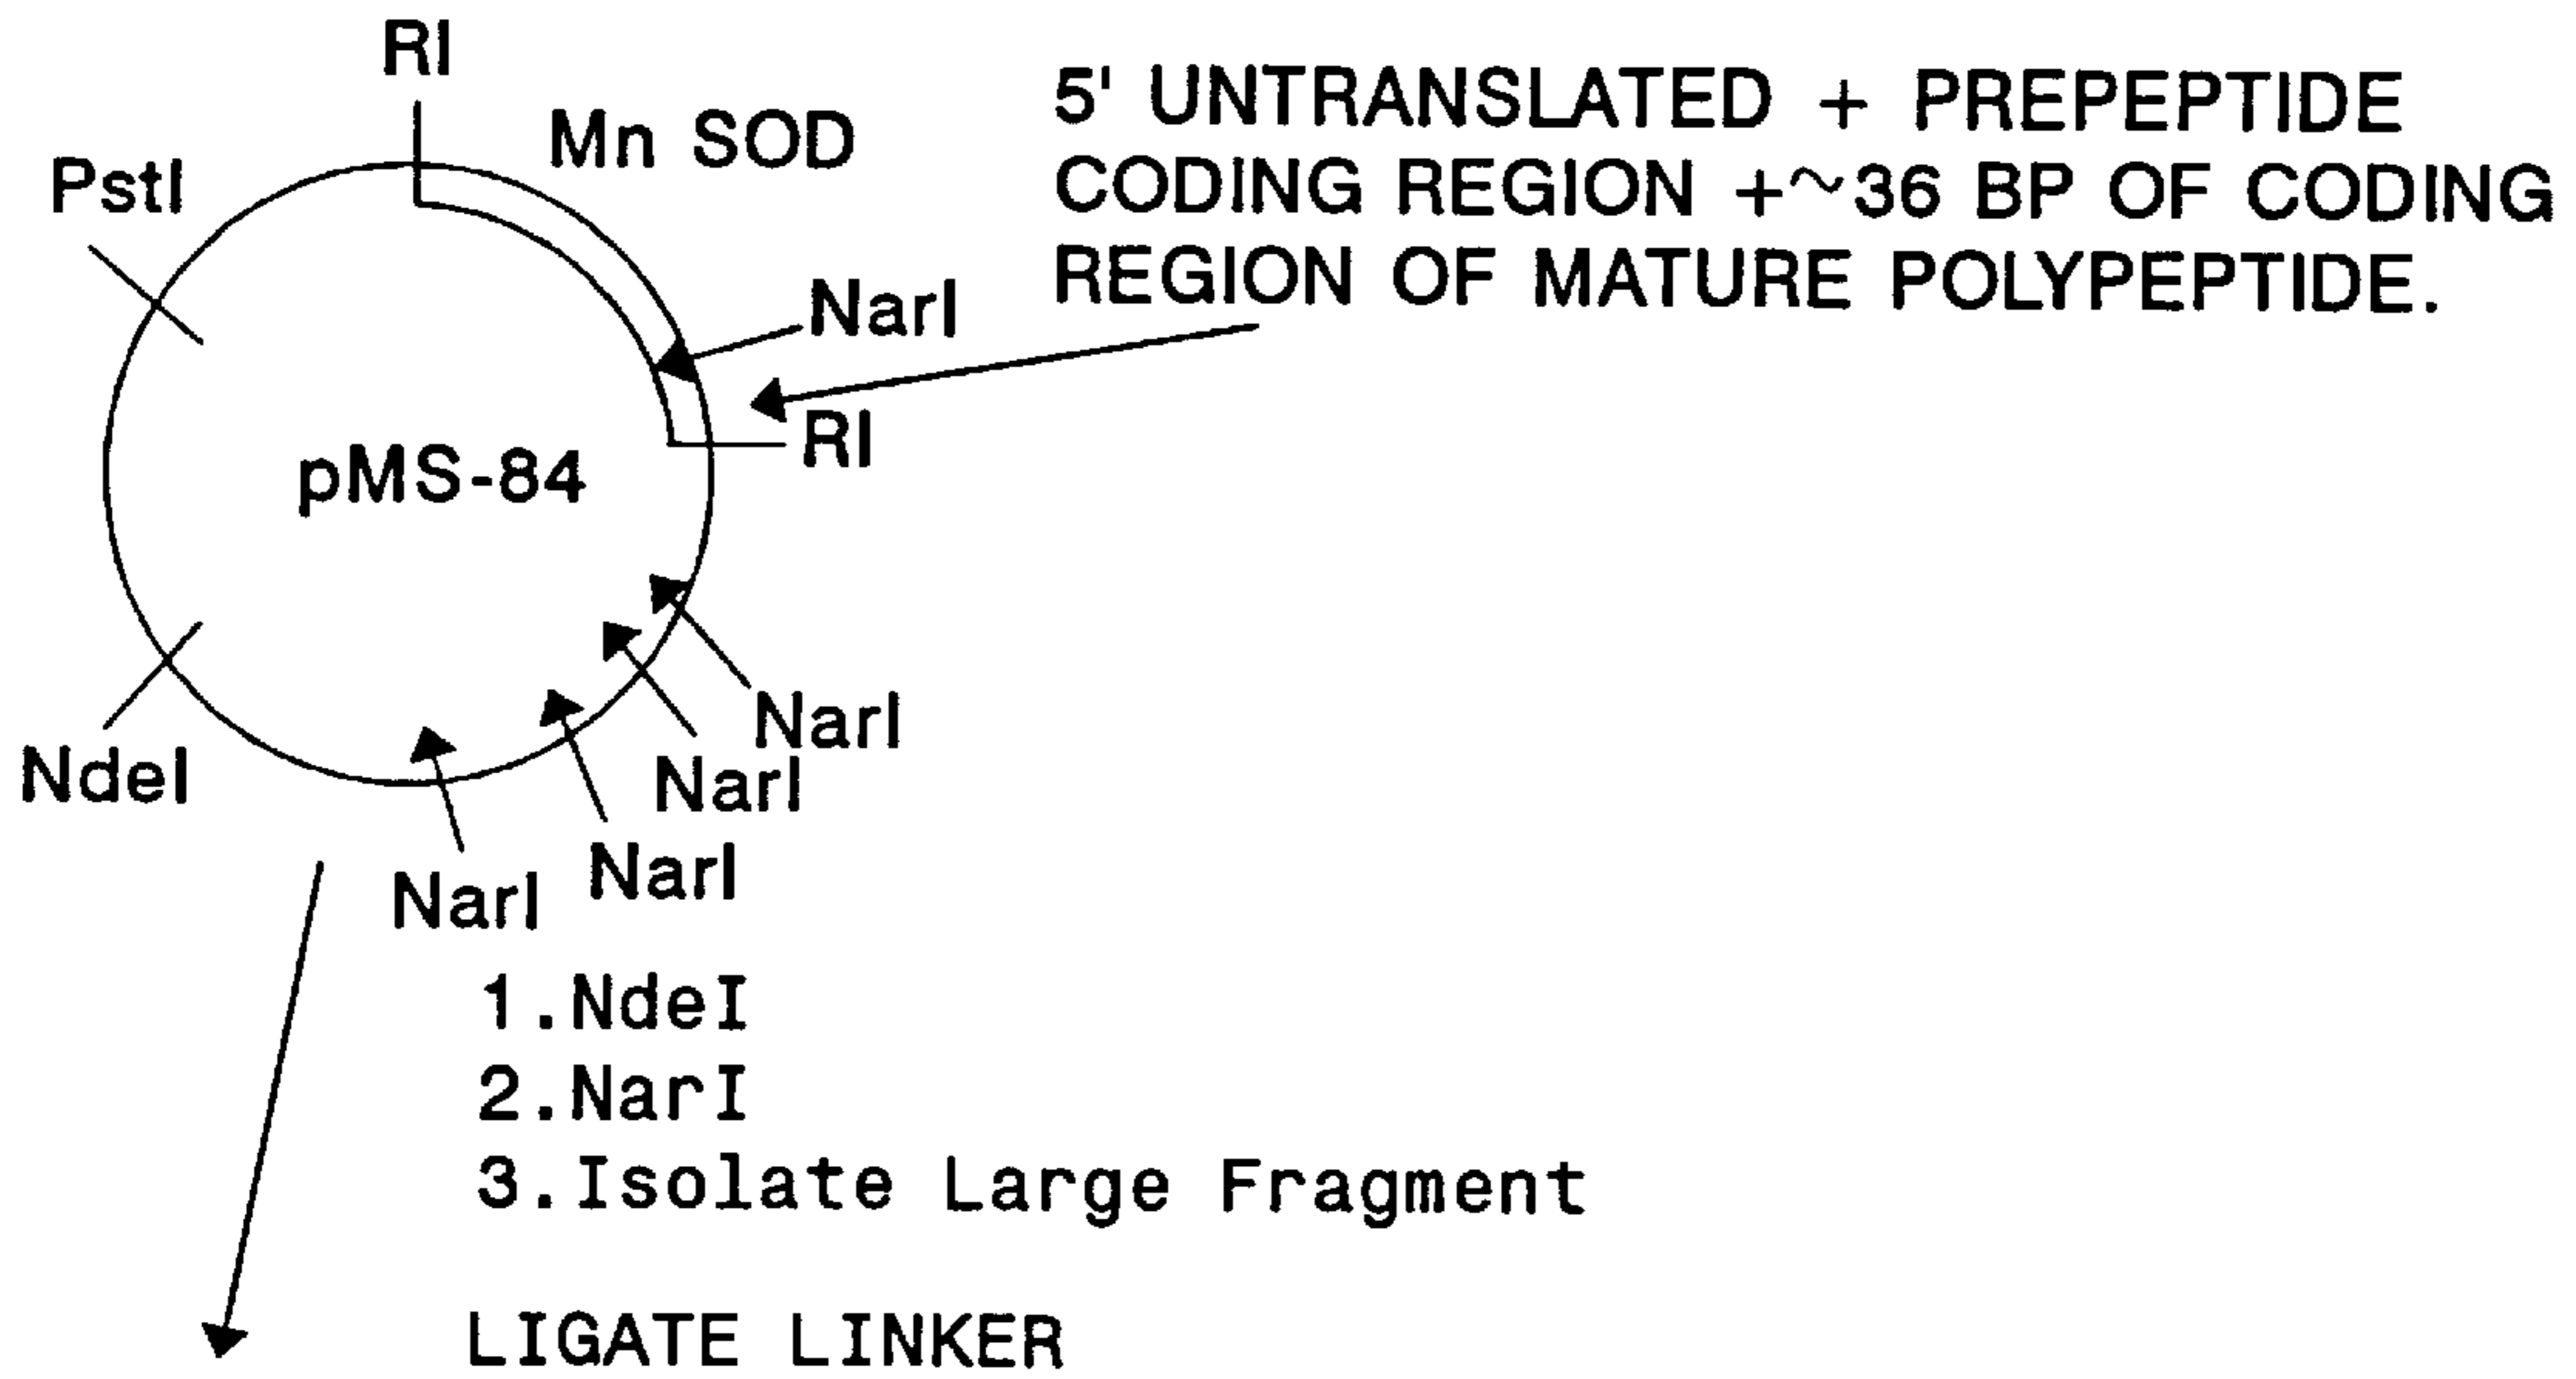 RI
Mn SOD
PstI
5' UNTRANSLATED + PREPEPTIDE
CODING REGION +~36 BP OF CODING
REGION OF MATURE POLYPEPTIDE.
NarI
RI
pMS-84
NarI
NarI
NarI
NarI
NdeI
1.NdeI
2.NarI
3.Isolate Large Fragment
LIGATE LINKER